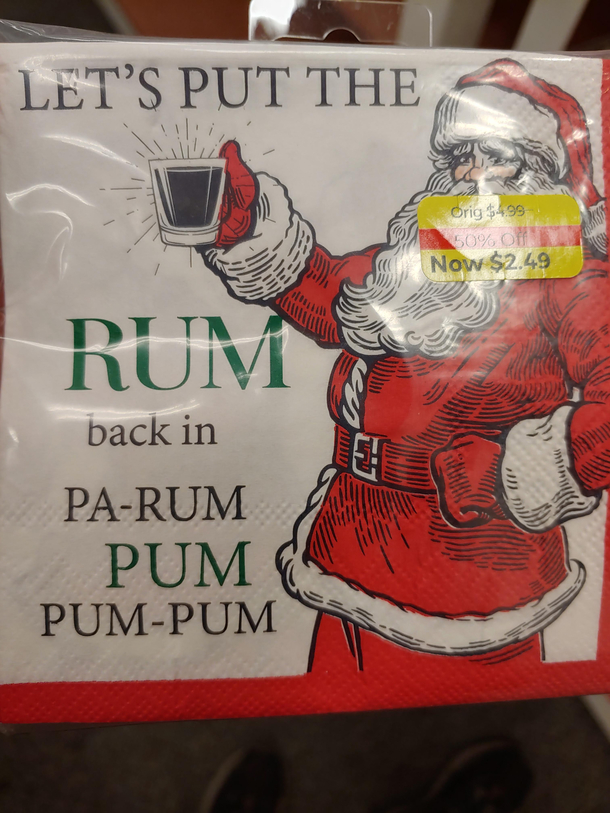 LET'S PUT THE
Orig $4.99
50% Off
Now $2.49
RUM
back in
PA-RUM
PUM
PUM-PUM